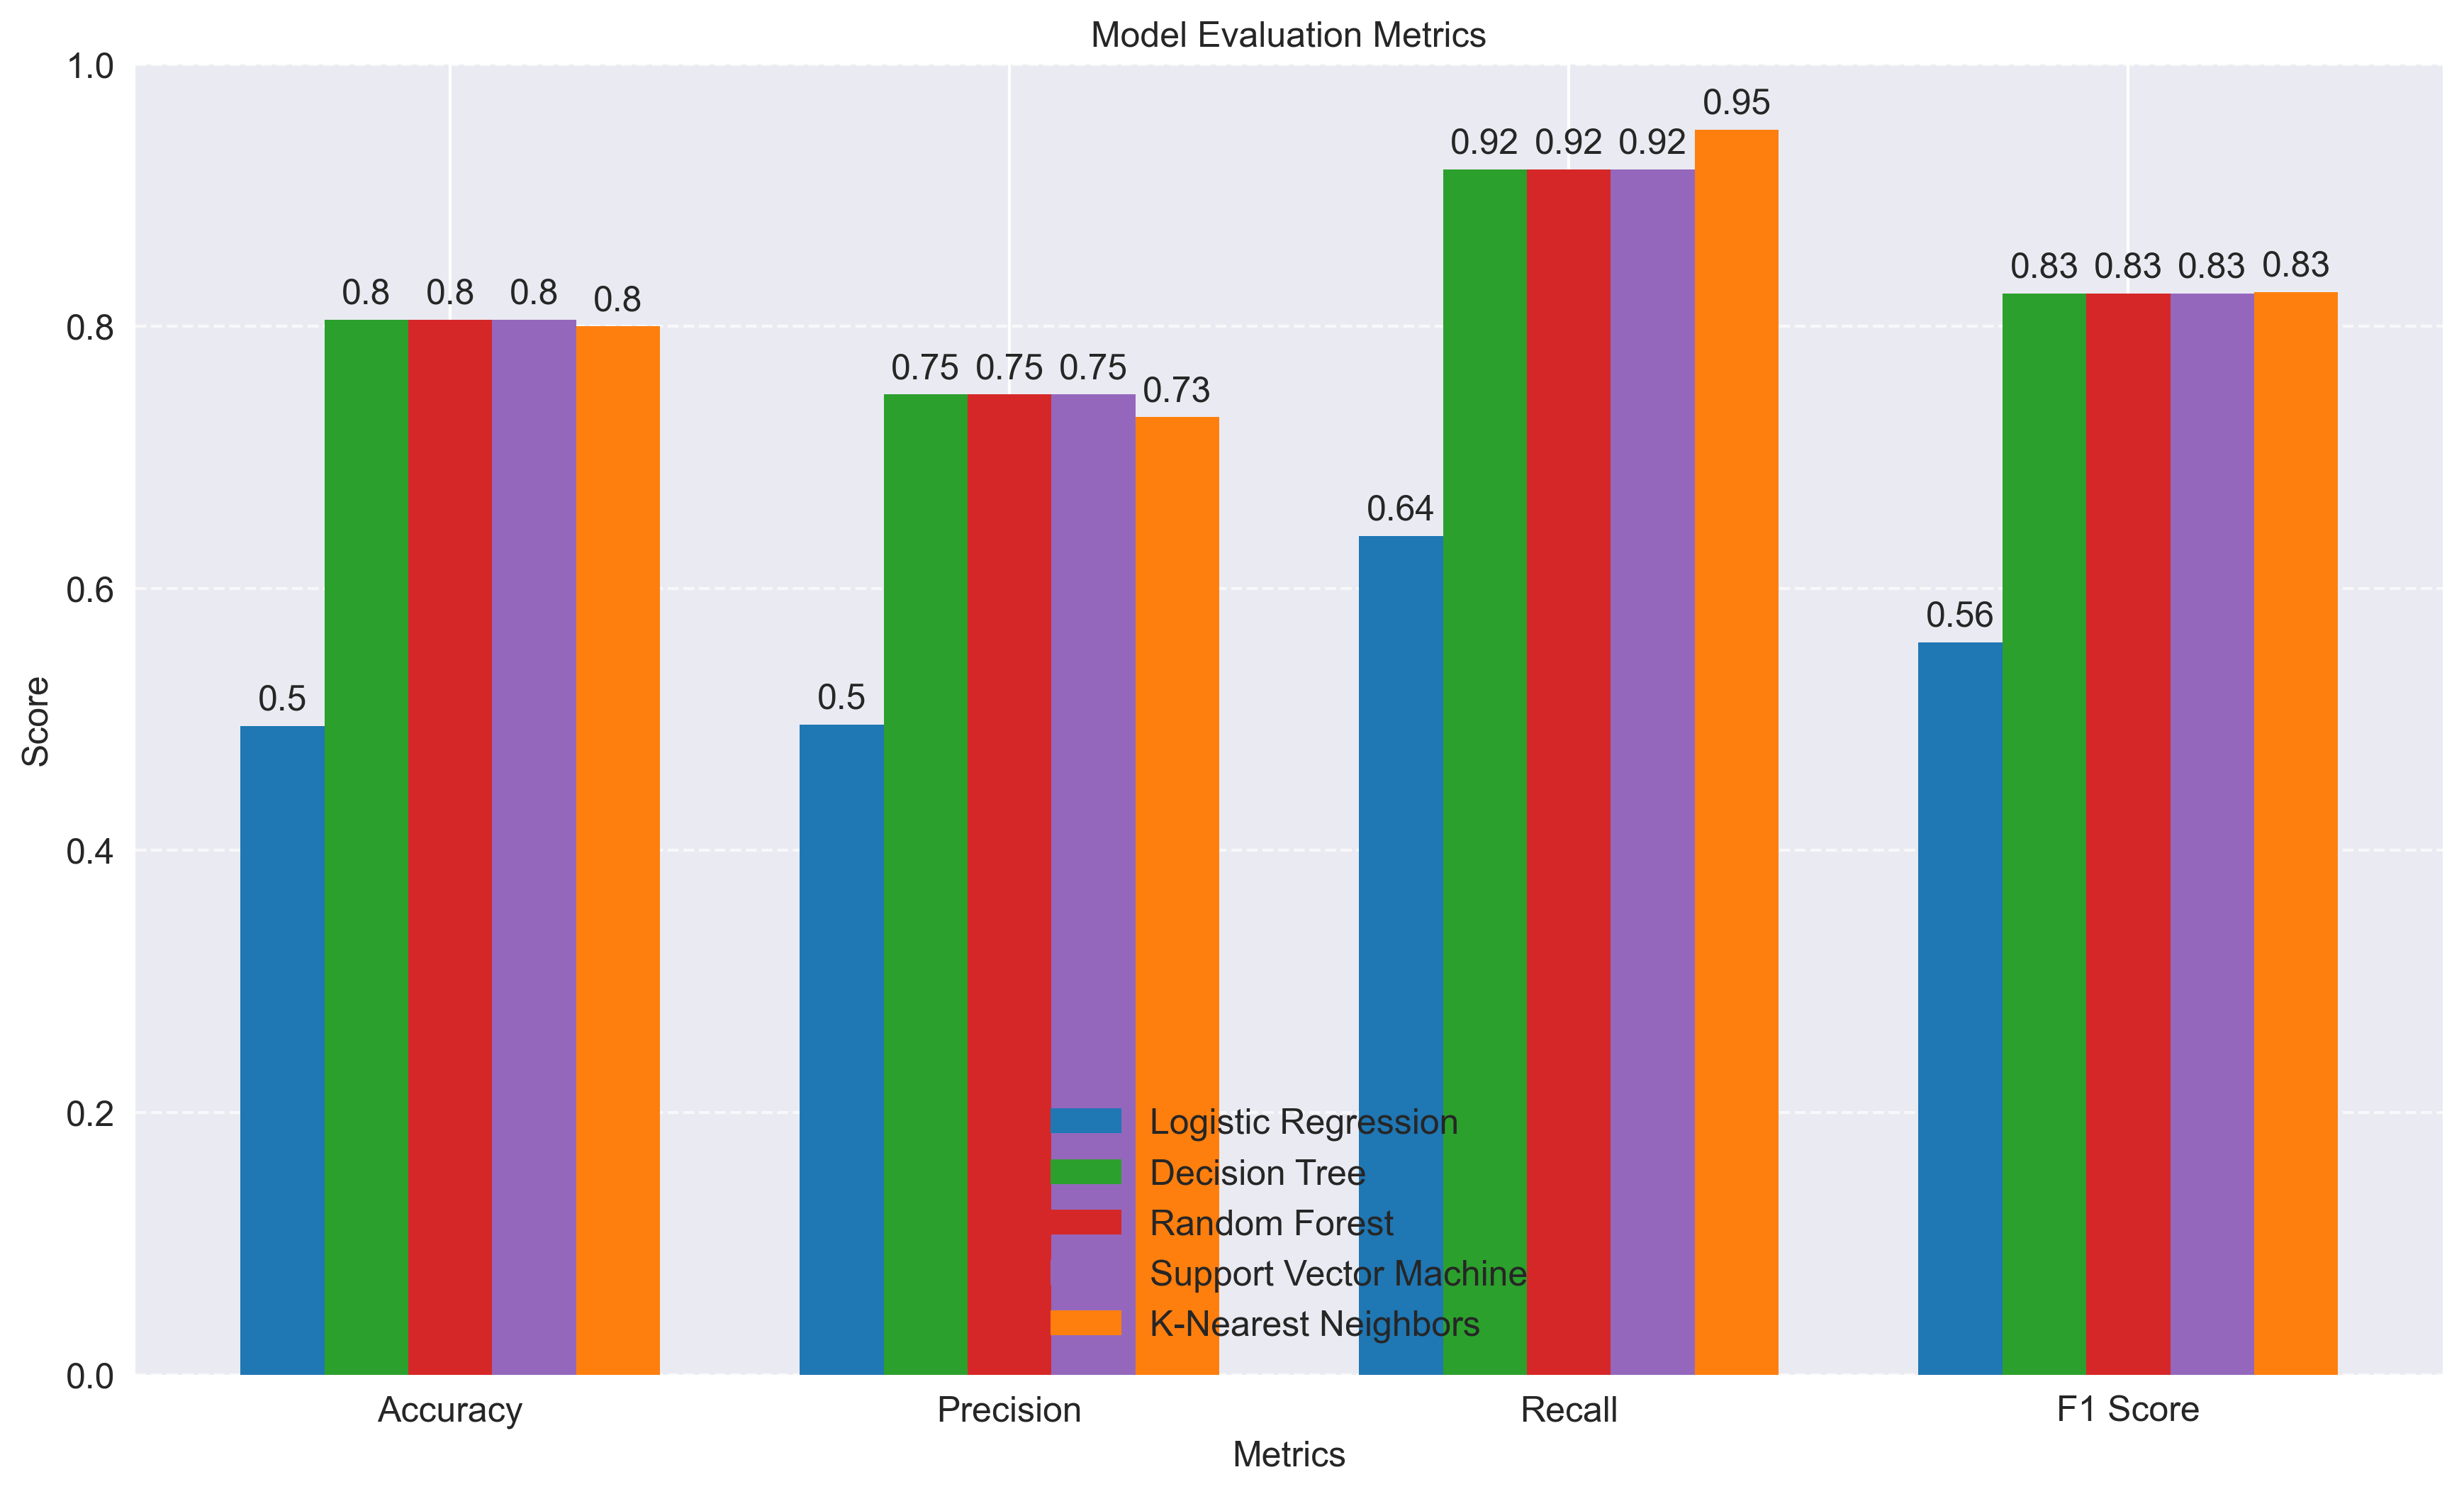 Model Evaluation Metrics
1.0
0.8
0.6
0.4
0.2
0.0
Score
0.5
0.8
0.8
0.8
0.8
0.5
0.75
0.75
0.75
0.73
0.64
0.92
0.92
0.92
0.95
0.56
0.83
0.83
0.83
0.83
Logistic Regression
Decision Tree
Random Forest
Support Vector Machine
K-Nearest Neighbors
Accuracy
Precision
Recall
F1 Score
Metrics